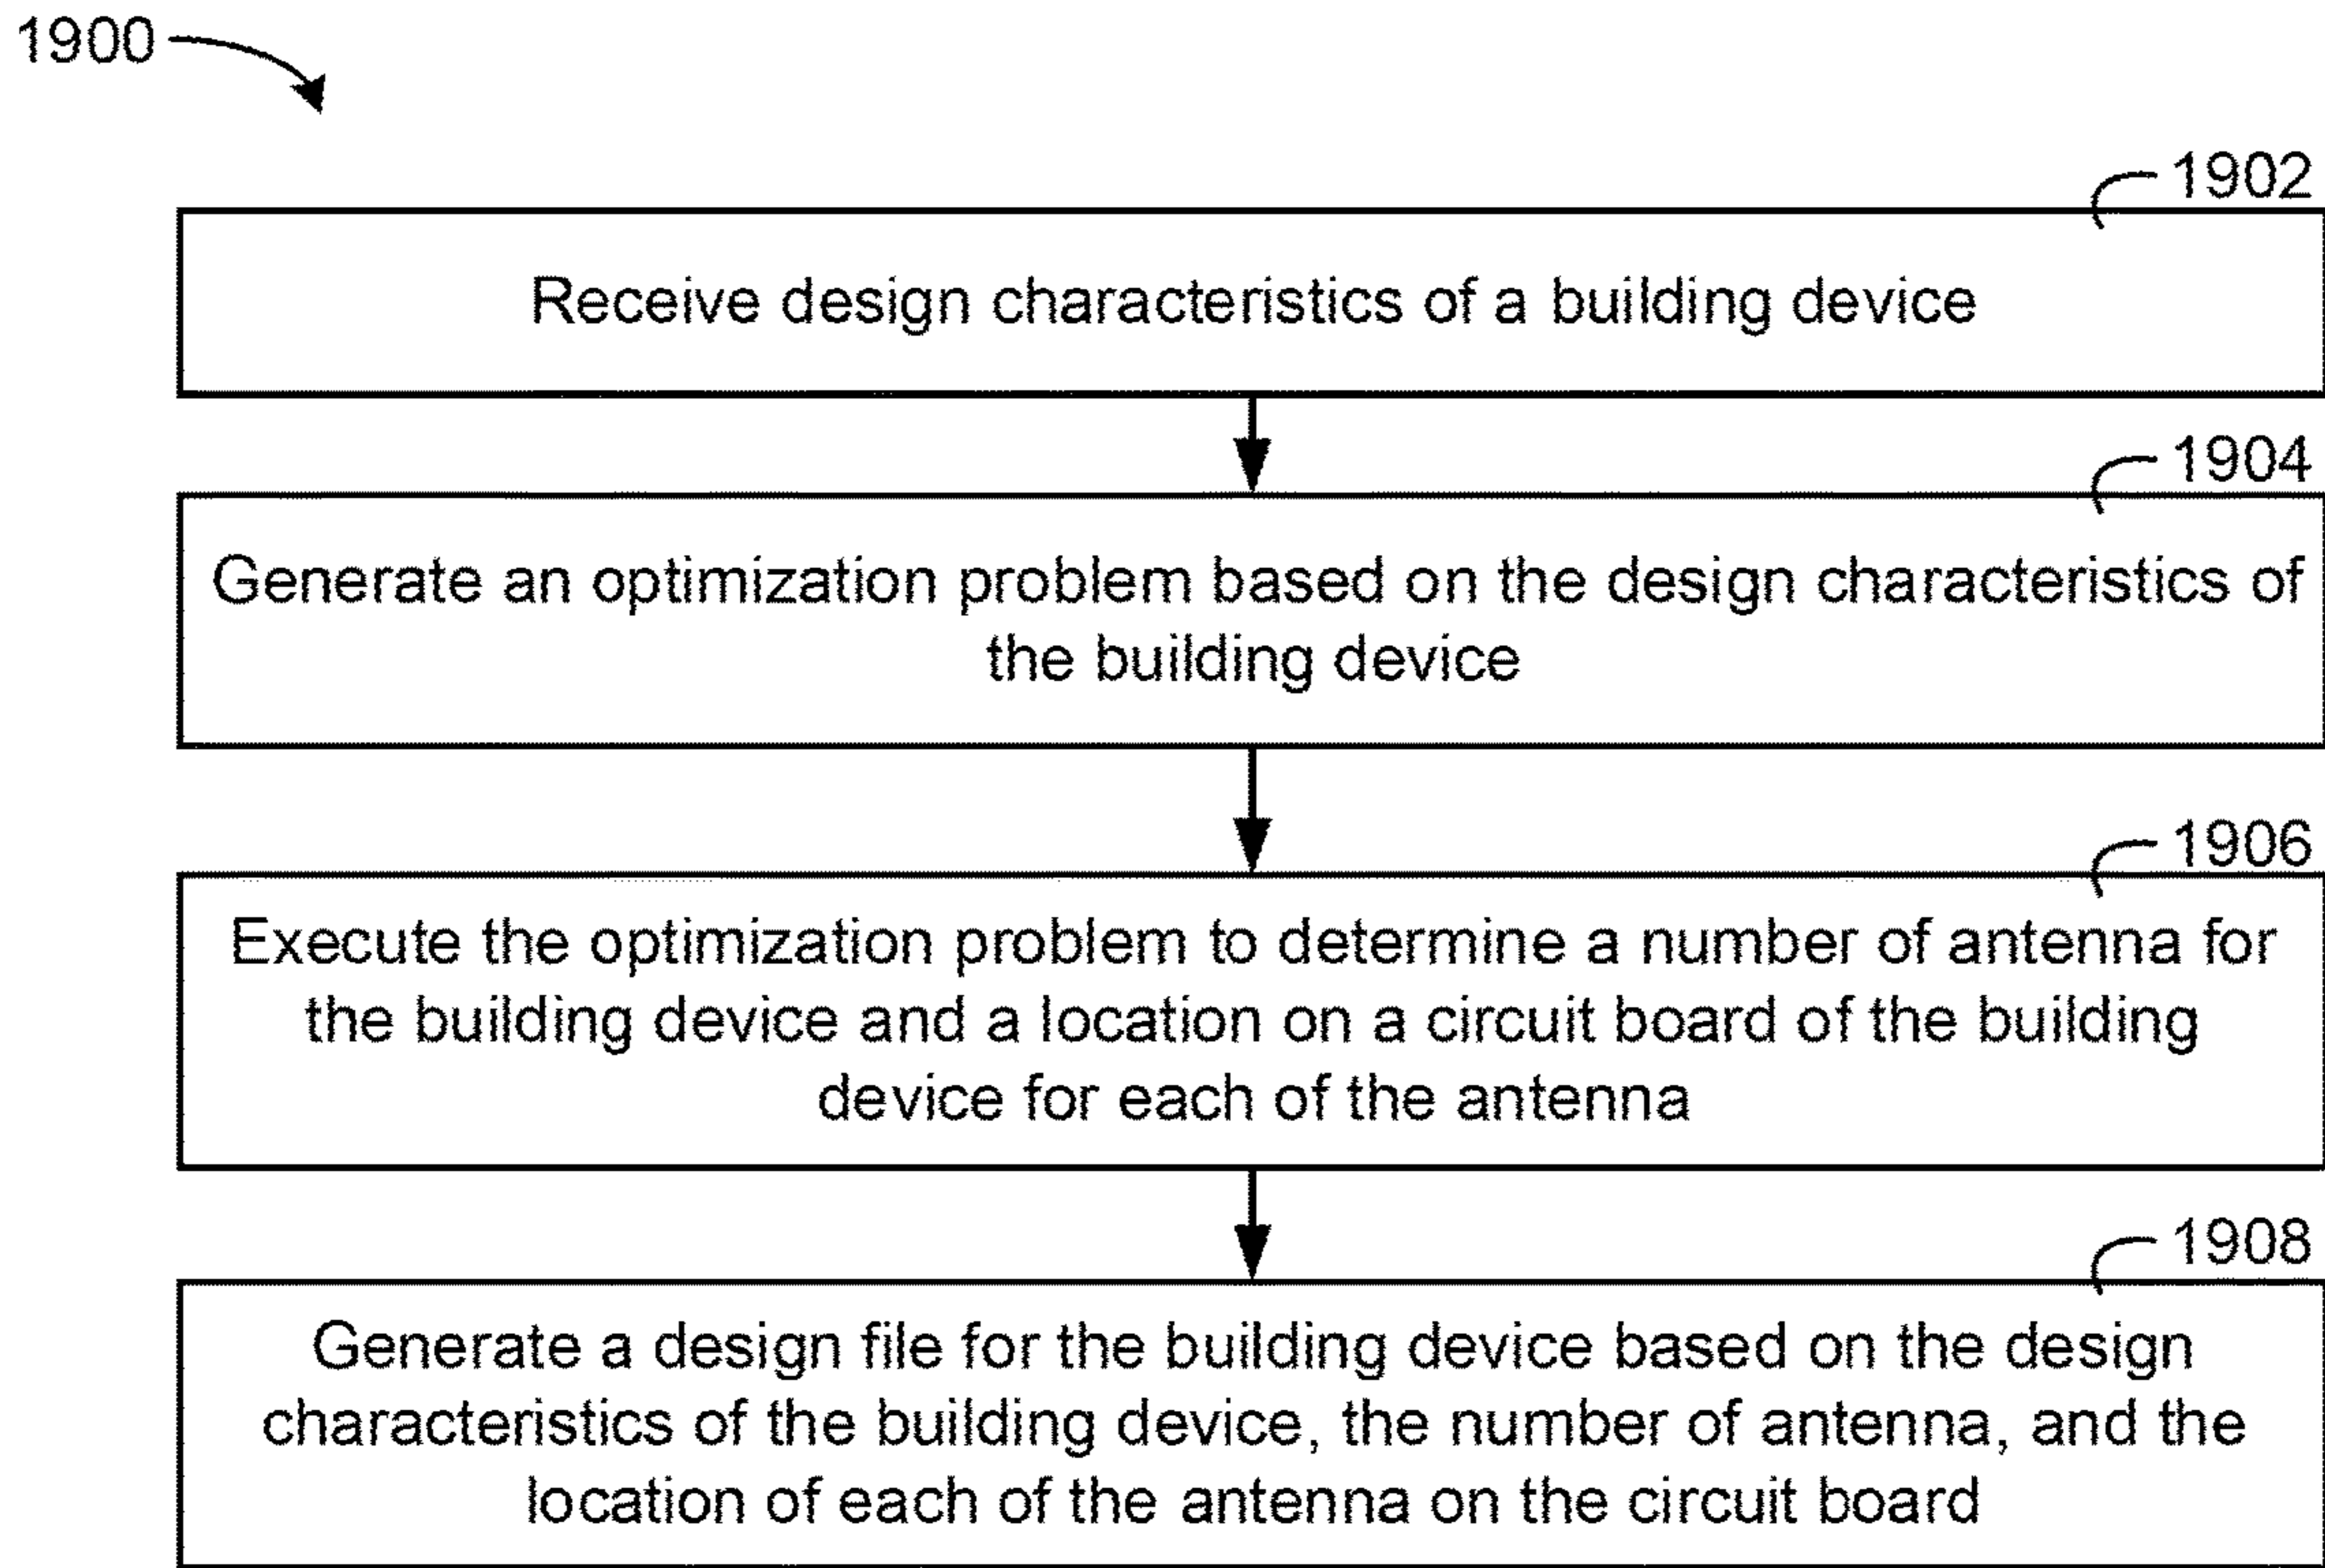 1900
1902
Receive design characteristics of a building device
1904
Generate an optimization problem based on the design characteristics of
the building device
1906
Execute the optimization problem to determine a number of antenna for
the building device and a location on a circuit board of the building
device for each of the antenna
1908
Generate a design file for the building device based on the design
characteristics of the building device, the number of antenna, and the
location of each of the antenna on the circuit board